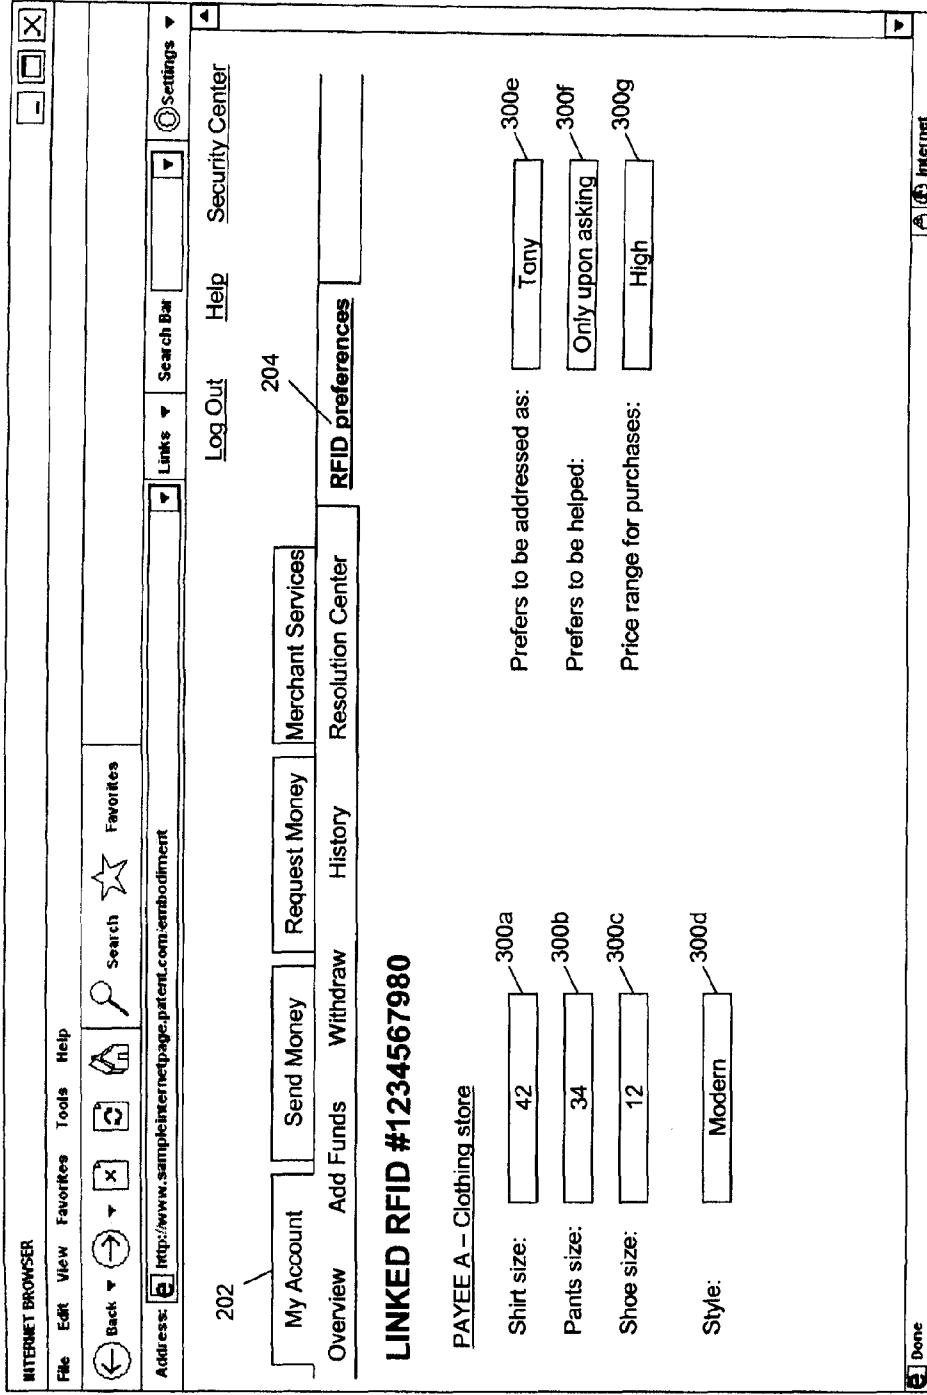 INTERNET BROWSER
File Edit View Favorites Tools Help
Back Search Favorites
Address: http://www.sampleinternetpage.patent.com/embodiment Links Search Bar Settings
Log Out Help Security Center
202
204
My Account Send Money Request Money Merchant Services
Overview Add Funds Withdraw History Resolution Center RFID preferences
LINKED RFID #1234567980
PAYEE A – Clothing store
Shirt size: 42 300a Prefers to be addressed as: Tony 300e
Pants size: 34 300b Prefers to be helped: Only upon asking 300f
Shoe size: 12 300c Price range for purchases: High 300g
Style: Modern 300d
Done Internet